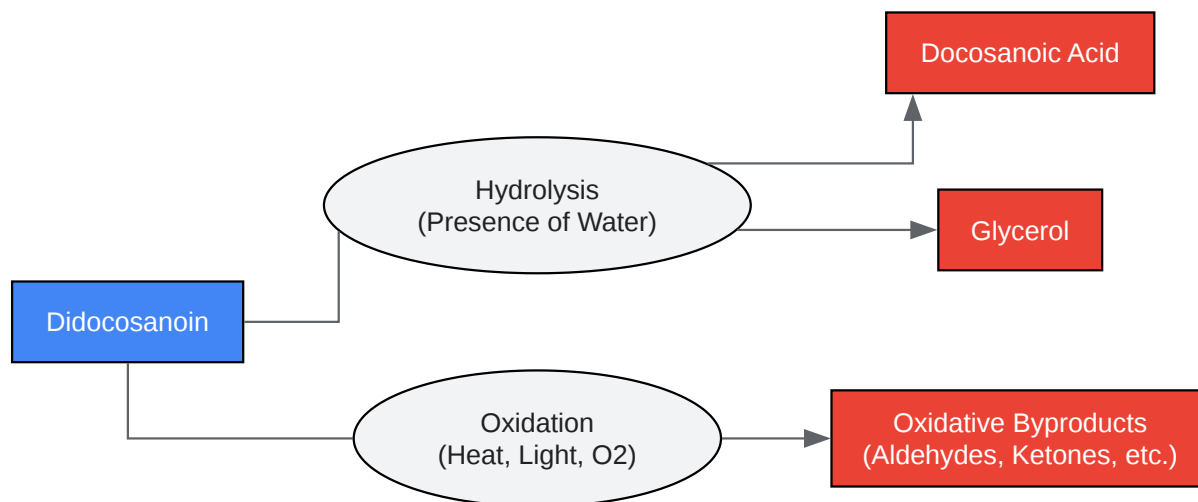 Docosanoic Acid
Hydrolysis
(Presence of Water)
Glycerol
Didocosanoin
Oxidation
(Heat, Light, O2)
Oxidative Byproducts
(Aldehydes, Ketones, etc.)